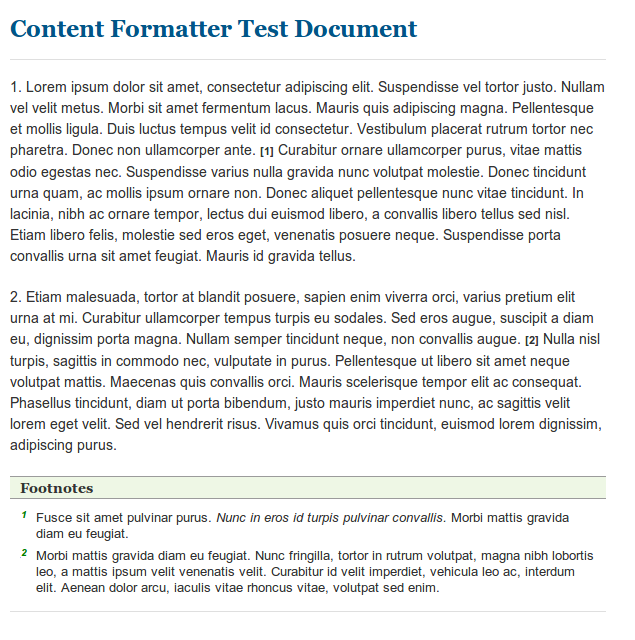 Content Formatter Test Document
1. Lorem ipsum dolor sit amet, consectetur adipiscing elit. Suspendisse vel tortor justo. Nullam
vel velit metus. Morbi sit amet fermentum lacus. Mauris quis adipiscing magna. Pellentesque
et mollis ligula. Duis luctus tempus velit id consectetur. Vestibulum placerat rutrum tortor nec
pharetra. Donec non ullamcorper ante. [1] Curabitur ornare ullamcorper purus, vitae mattis
odio egestas nec. Suspendisse varius nulla gravida nunc volutpat molestie. Donec tincidunt
urna quam, ac mollis ipsum ornare non. Donec aliquet pellentesque nunc vitae tincidunt. In
lacinia, nibh ac ornare tempor, lectus dui euismod libero, a convallis libero tellus sed nisl.
Etiam libero felis, molestie sed eros eget, venenatis posuere neque. Suspendisse porta
convallis urna sit amet feugiat. Mauris id gravida tellus.
2. Etiam malesuada, tortor at blandit posuere, sapien enim viverra orci, varius pretium elit
urna at mi. Curabitur ullamcorper tempus turpis eu sodales. Sed eros augue, suscipit a diam
eu, dignissim porta magna. Nullam semper tincidunt neque, non convallis augue. [2] Nulla nisl
turpis, sagittis in commodo nec, vulputate in purus. Pellentesque ut libero sit amet neque
volutpat mattis. Maecenas quis convallis orci. Mauris scelerisque tempor elit ac consequat.
Phasellus tincidunt, diam ut porta bibendum, justo mauris imperdiet nunc, ac sagittis velit
lorem eget velit. Sed vel hendrerit risus. Vivamus quis orci tincidunt, euismod lorem dignissim,
adipiscing purus.
Footnotes
1 Fusce sit amet pulvinar purus. Nunc in eros id turpis pulvinar convallis. Morbi mattis gravida
diam eu feugiat.
2 Morbi mattis gravida diam eu feugiat. Nunc fringilla, tortor in rutrum volutpat, magna nibh lobortis
leo, a mattis ipsum velit venenatis velit. Curabitur id velit imperdiet, vehicula leo ac, interdum
elit. Aenean dolor arcu, iaculis vitae rhoncus vitae, volutpat sed enim.